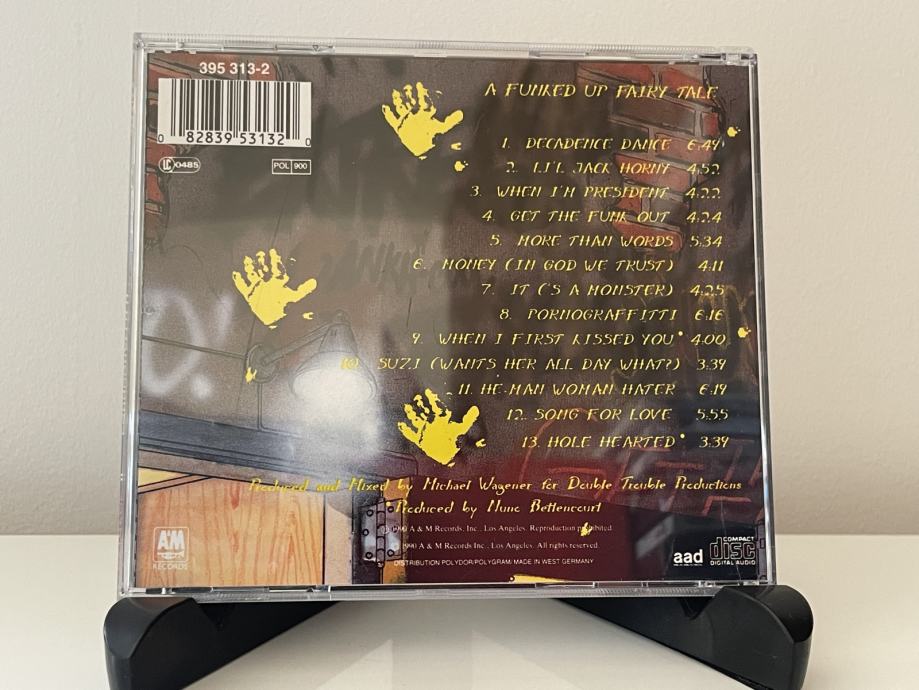 395 313-2
0 82839 53132 0
LC 0485
POL 900
A FUNKED UP FAIRY TALE
1. DECADENCE DANCE 6:49
2. LI'L JACK HORNY 4:52
3. WHEN I'M PRESIDENT 4:22
4. GET THE FUNK OUT 4:24
5. MORE THAN WORDS 5:34
6. MONEY (IN GOD WE TRUST) 4:11
7. IT ('S A MONSTER) 4:25
8. PORNOGRAFFITTI 6:16
9. WHEN I FIRST KISSED YOU* 4:00
10. SUZI (WANTS HER ALL DAY WHAT?) 3:39
11. HE-MAN WOMAN HATER 6:19
12. SONG FOR LOVE 5:55
13. HOLE HEARTED* 3:39
Produced and Mixed by Michael Wagener for Double Trouble Productions
*Produced by Nuno Bettencourt
℗ 1990 A & M Records, Inc., Los Angeles. Reproduction prohibited.
© 1990 A & M Records Inc., Los Angeles. All rights reserved.
DISTRIBUTION POLYDOR/POLYGRAM/MADE IN WEST GERMANY
A&M
RECORDS
aad
COMPACT
disc
DIGITAL AUDIO